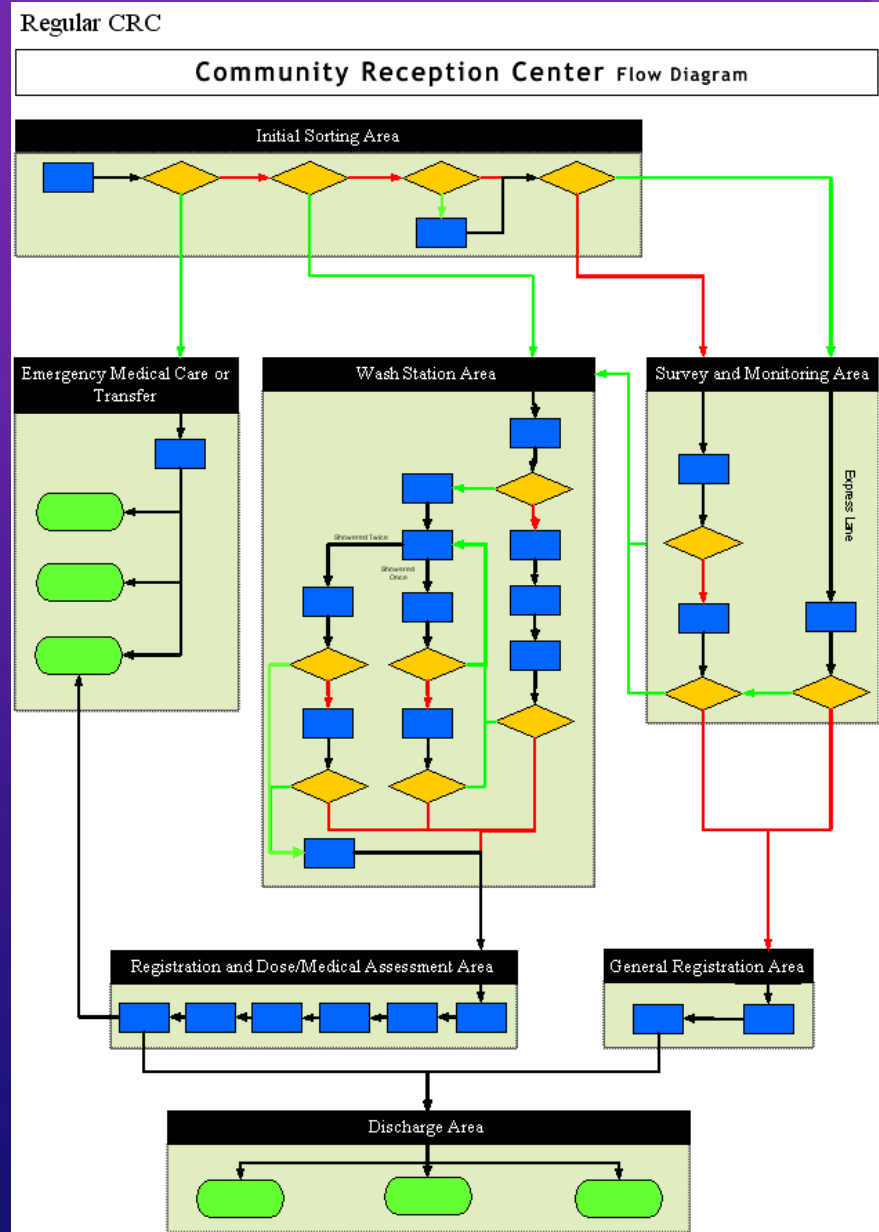 Regular CRC
Community Reception Center Flow Diagram
Initial Sorting Area
Emergency Medical Care or
Transfer
Wash Station Area
Survey and Monitoring Area
Express Lane
Showered Twice
Showered
Once
Registration and Dose/Medical Assessment Area
General Registration Area
Discharge Area